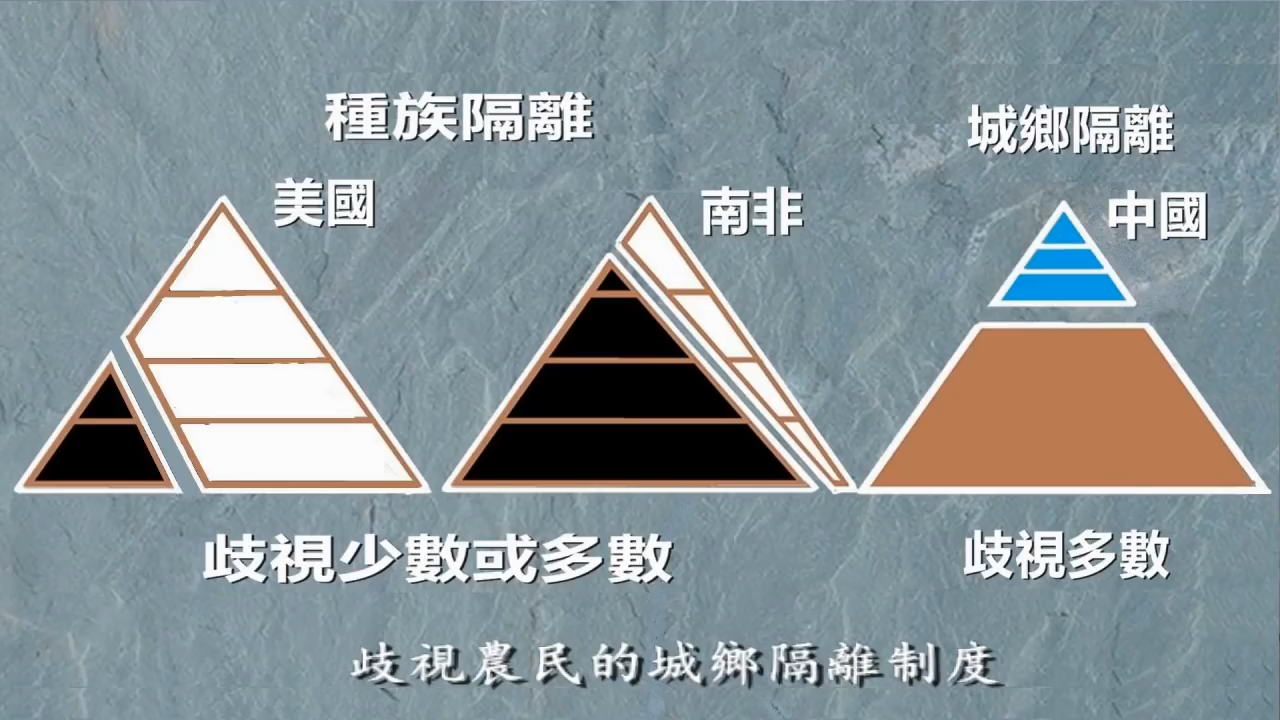 種族隔離
城鄉隔離
美國
南非
中國
歧視少數或多數
歧視多數
歧視農民的城鄉隔離制度